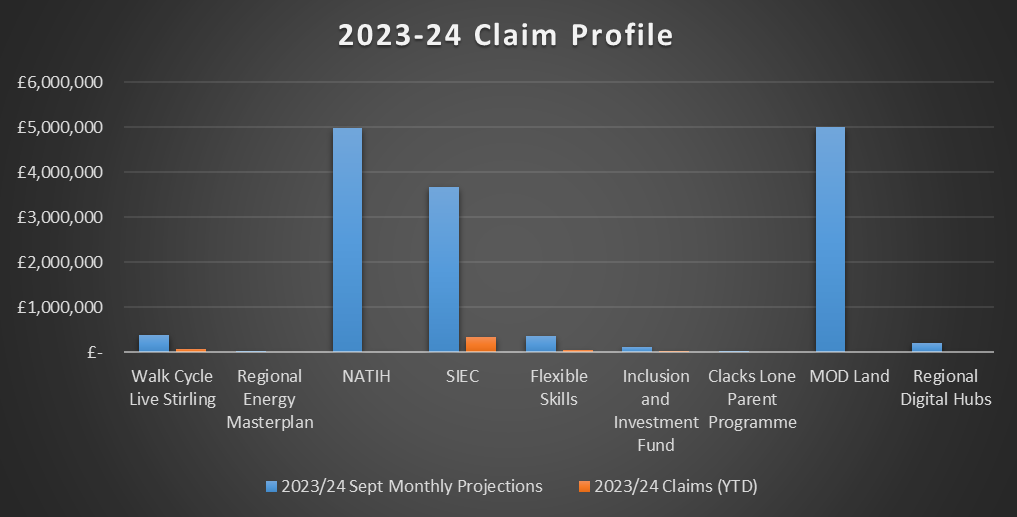 2023-24 Claim Profile
£6,000,000
£5,000,000
£4,000,000
£3,000,000
£2,000,000
£1,000,000
£-
Walk Cycle
Live Stirling
Regional
Energy
Masterplan
NATIH
SIEC
Flexible
Skills
Inclusion
and
Investment
Fund
Clacks Lone
Parent
Programme
MOD Land
Regional
Digital Hubs
2023/24 Sept Monthly Projections
2023/24 Claims (YTD)